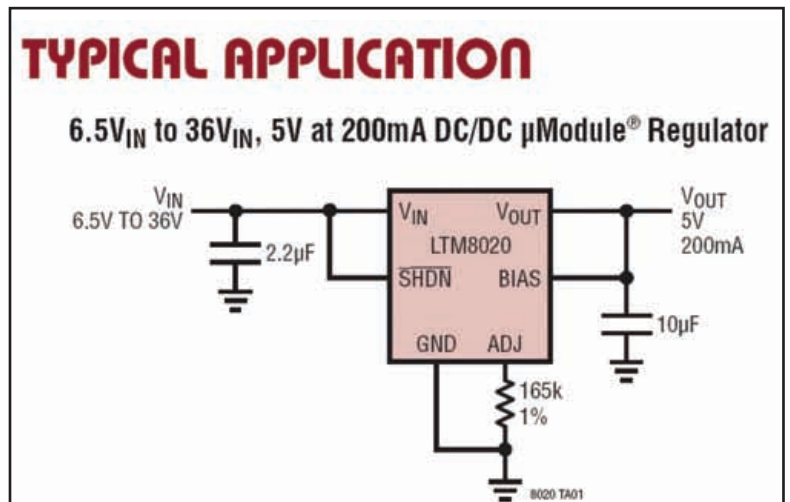 TYPICAL APPLICATION
6.5VIN to 36VIN, 5V at 200mA DC/DC µModule® Regulator
VIN
6.5V TO 36V
2.2µF
VIN
VOUT
LTM8020
SHDN
BIAS
GND
ADJ
VOUT
5V
200mA
10µF
165k
1%
8020 TA01